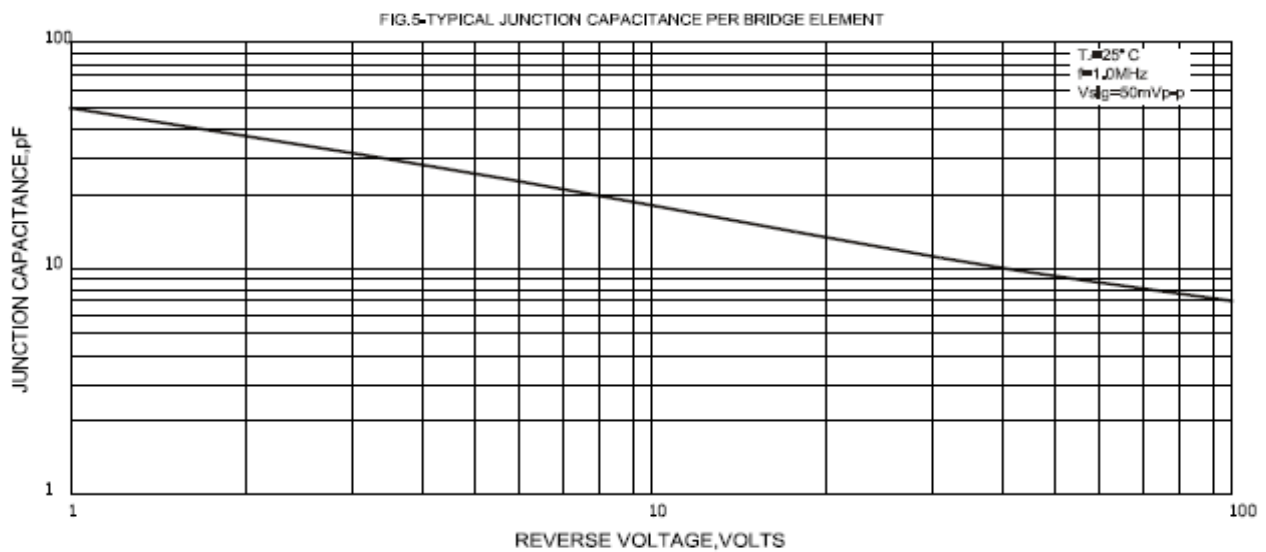 FIG.5-TYPICAL JUNCTION CAPACITANCE PER BRIDGE ELEMENT
100
TJ=25°C
f=1.0MHz
Vsig=50mVp-p
JUNCTION CAPACITANCE,pF
10
1
1
10
100
REVERSE VOLTAGE,VOLTS